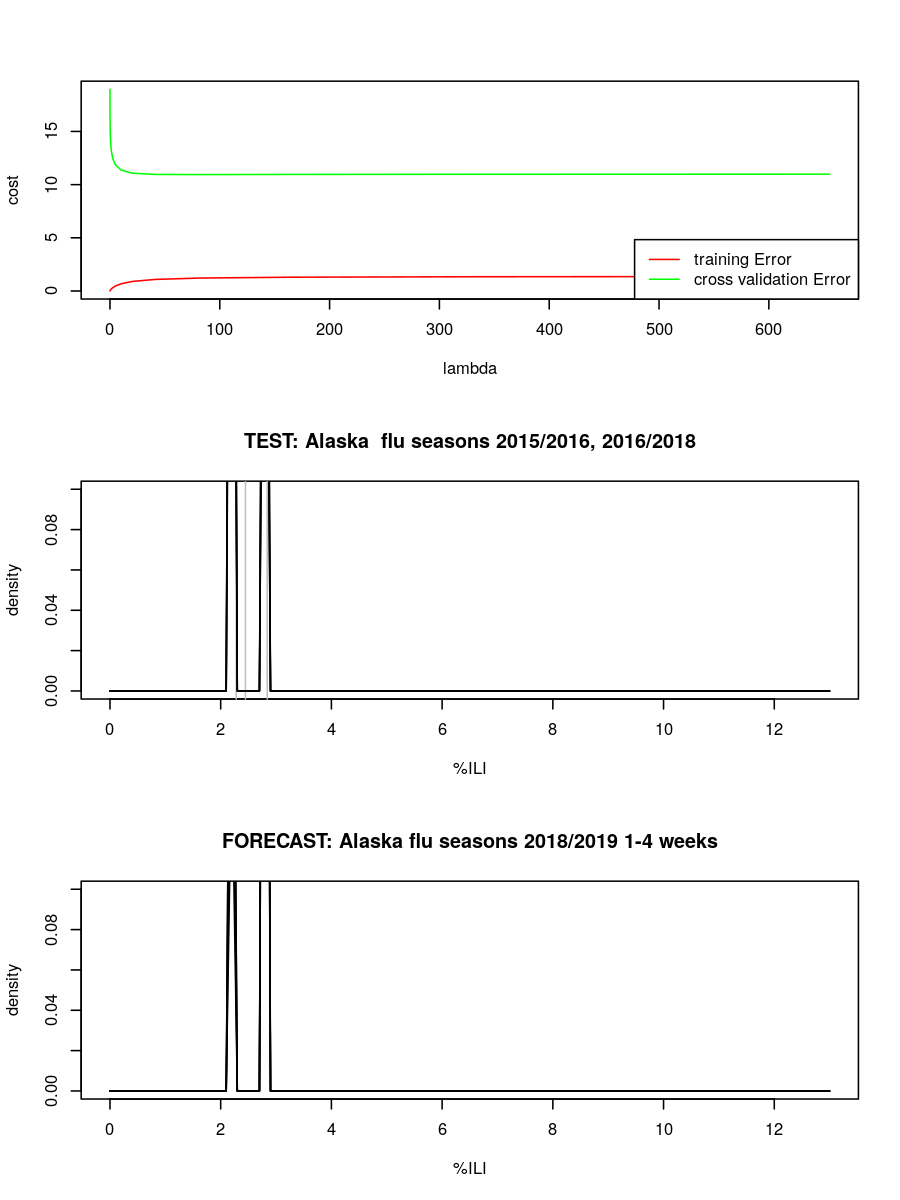 15
10
5
0
cost
training Error
cross validation Error
0 100 200 300 400 500 600
lambda
TEST: Alaska  flu seasons 2015/2016, 2016/2018
0.08
0.04
0.00
density
0 2 4 6 8 10 12
%ILI
FORECAST: Alaska flu seasons 2018/2019 1-4 weeks
0.08
0.04
0.00
density
0 2 4 6 8 10 12
%ILI